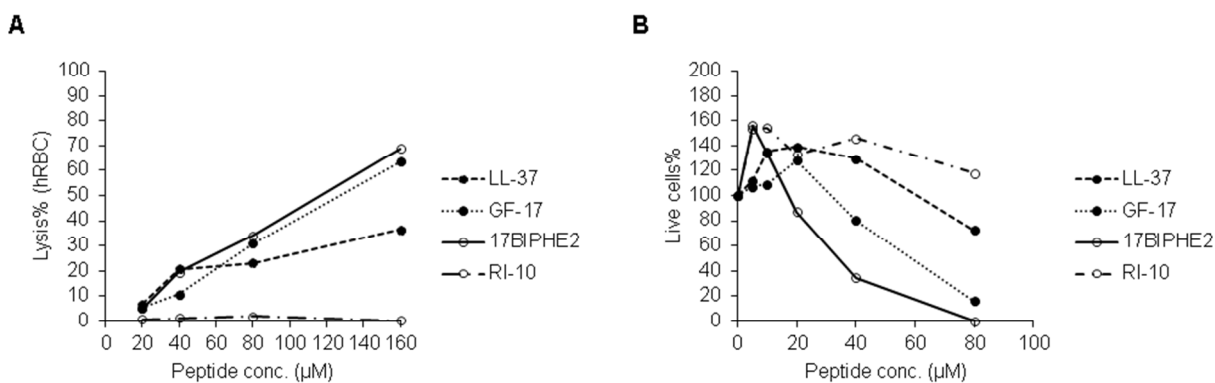 A
B
100
90
80
70
60
50
40
30
20
10
0
Lysis% (hRBC)
0 20 40 60 80 100 120 140 160
Peptide conc. (µM)
LL-37
GF-17
17BIPHE2
RI-10
200
180
160
140
120
100
80
60
40
20
0
Live cells%
0 20 40 60 80 100
Peptide conc. (µM)
LL-37
GF-17
17BIPHE2
RI-10